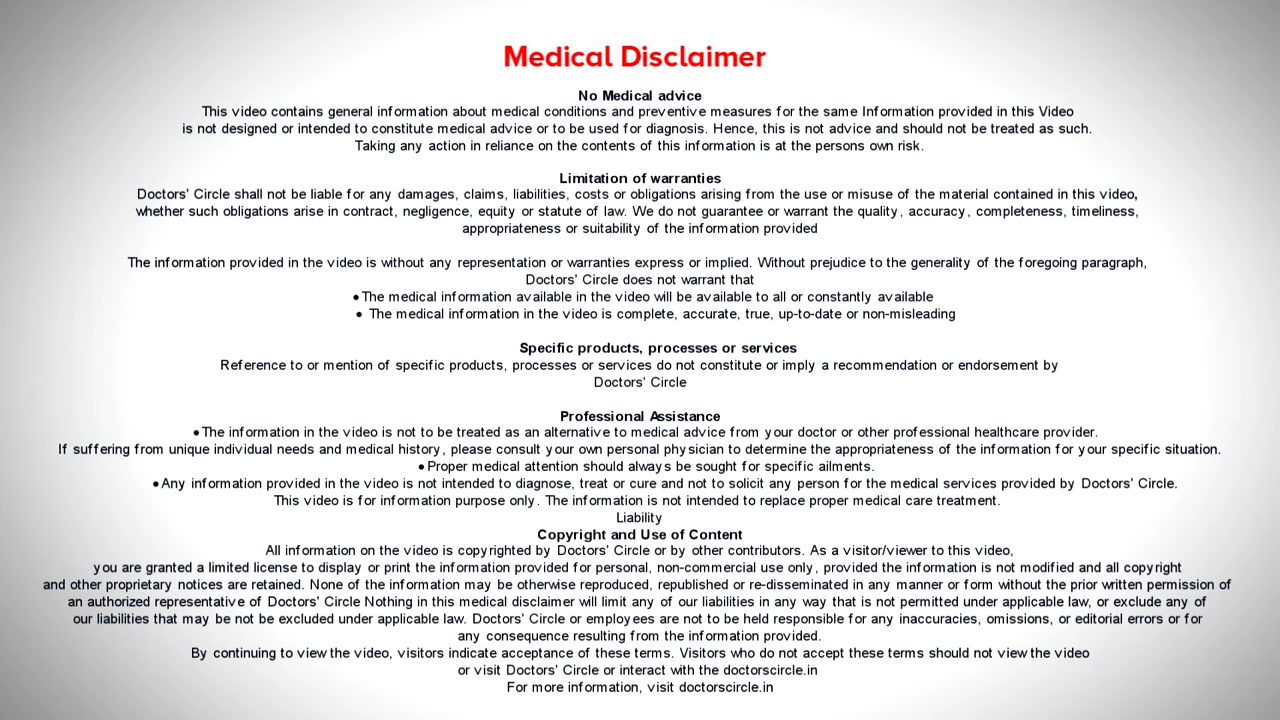 Medical Disclaimer
No Medical advice
This video contains general information about medical conditions and preventive measures for the same Information provided in this Video
is not designed or intended to constitute medical advice or to be used for diagnosis. Hence, this is not advice and should not be treated as such.
Taking any action in reliance on the contents of this information is at the persons own risk.
Limitation of warranties
Doctors' Circle shall not be liable for any damages, claims, liabilities, costs or obligations arising from the use or misuse of the material contained in this video,
whether such obligations arise in contract, negligence, equity or statute of law. We do not guarantee or warrant the quality, accuracy, completeness, timeliness,
appropriateness or suitability of the information provided
The information provided in the video is without any representation or warranties express or implied. Without prejudice to the generality of the foregoing paragraph,
Doctors' Circle does not warrant that
• The medical information available in the video will be available to all or constantly available
• The medical information in the video is complete, accurate, true, up-to-date or non-misleading
Specific products, processes or services
Reference to or mention of specific products, processes or services do not constitute or imply a recommendation or endorsement by
Doctors' Circle
Professional Assistance
• The information in the video is not to be treated as an alternative to medical advice from your doctor or other professional healthcare provider.
If suffering from unique individual needs and medical history, please consult your own personal physician to determine the appropriateness of the information for your specific situation.
• Proper medical attention should always be sought for specific ailments.
• Any information provided in the video is not intended to diagnose, treat or cure and not to solicit any person for the medical services provided by Doctors' Circle.
This video is for information purpose only. The information is not intended to replace proper medical care treatment.
Liability
Copyright and Use of Content
All information on the video is copyrighted by Doctors' Circle or by other contributors. As a visitor/viewer to this video,
you are granted a limited license to display or print the information provided for personal, non-commercial use only, provided the information is not modified and all copyright
and other proprietary notices are retained. None of the information may be otherwise reproduced, republished or re-disseminated in any manner or form without the prior written permission of
an authorized representative of Doctors' Circle Nothing in this medical disclaimer will limit any of our liabilities in any way that is not permitted under applicable law, or exclude any of
our liabilities that may be not be excluded under applicable law. Doctors' Circle or employees are not to be held responsible for any inaccuracies, omissions, or editorial errors or for
any consequence resulting from the information provided.
By continuing to view the video, visitors indicate acceptance of these terms. Visitors who do not accept these terms should not view the video
or visit Doctors' Circle or interact with the doctorscircle.in
For more information, visit doctorscircle.in